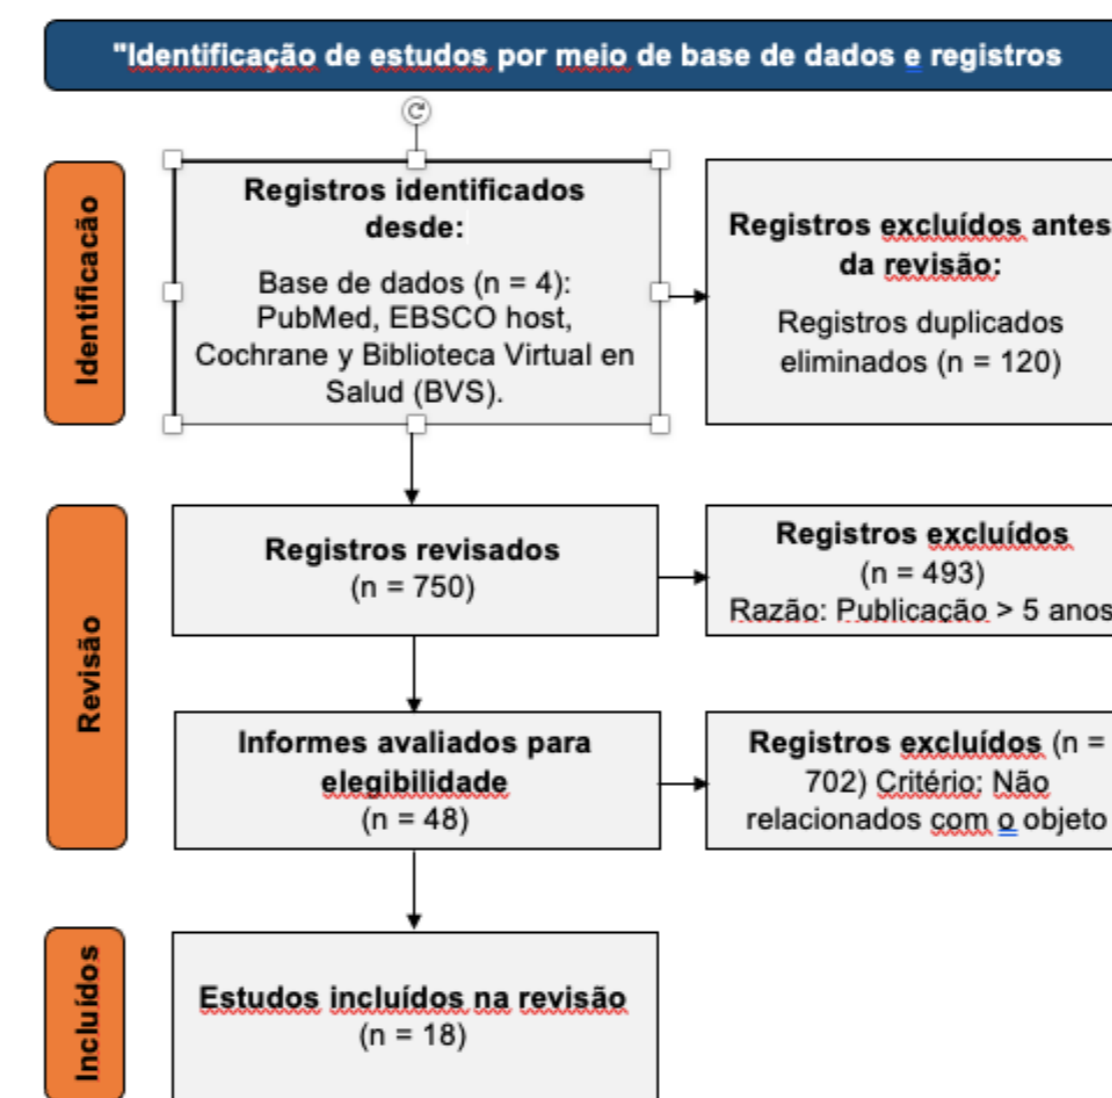 "Identificação de estudos por meio de base de dados e registros
Identificacão
Registros identificados
desde:
Base de dados (n = 4):
PubMed, EBSCO host,
Cochrane y Biblioteca Virtual en
Salud (BVS).
Registros excluídos antes
da revisão:
Registros duplicados
eliminados (n = 120)
Revisão
Registros revisados
(n = 750)
Registros excluídos
(n = 493)
Razão: Publicação > 5 anos
Informes avaliados para
elegibilidade
(n = 48)
Registros excluídos (n =
702) Critério: Não
relacionados com o objeto
Incluídos
Estudos incluídos na revisão
(n = 18)